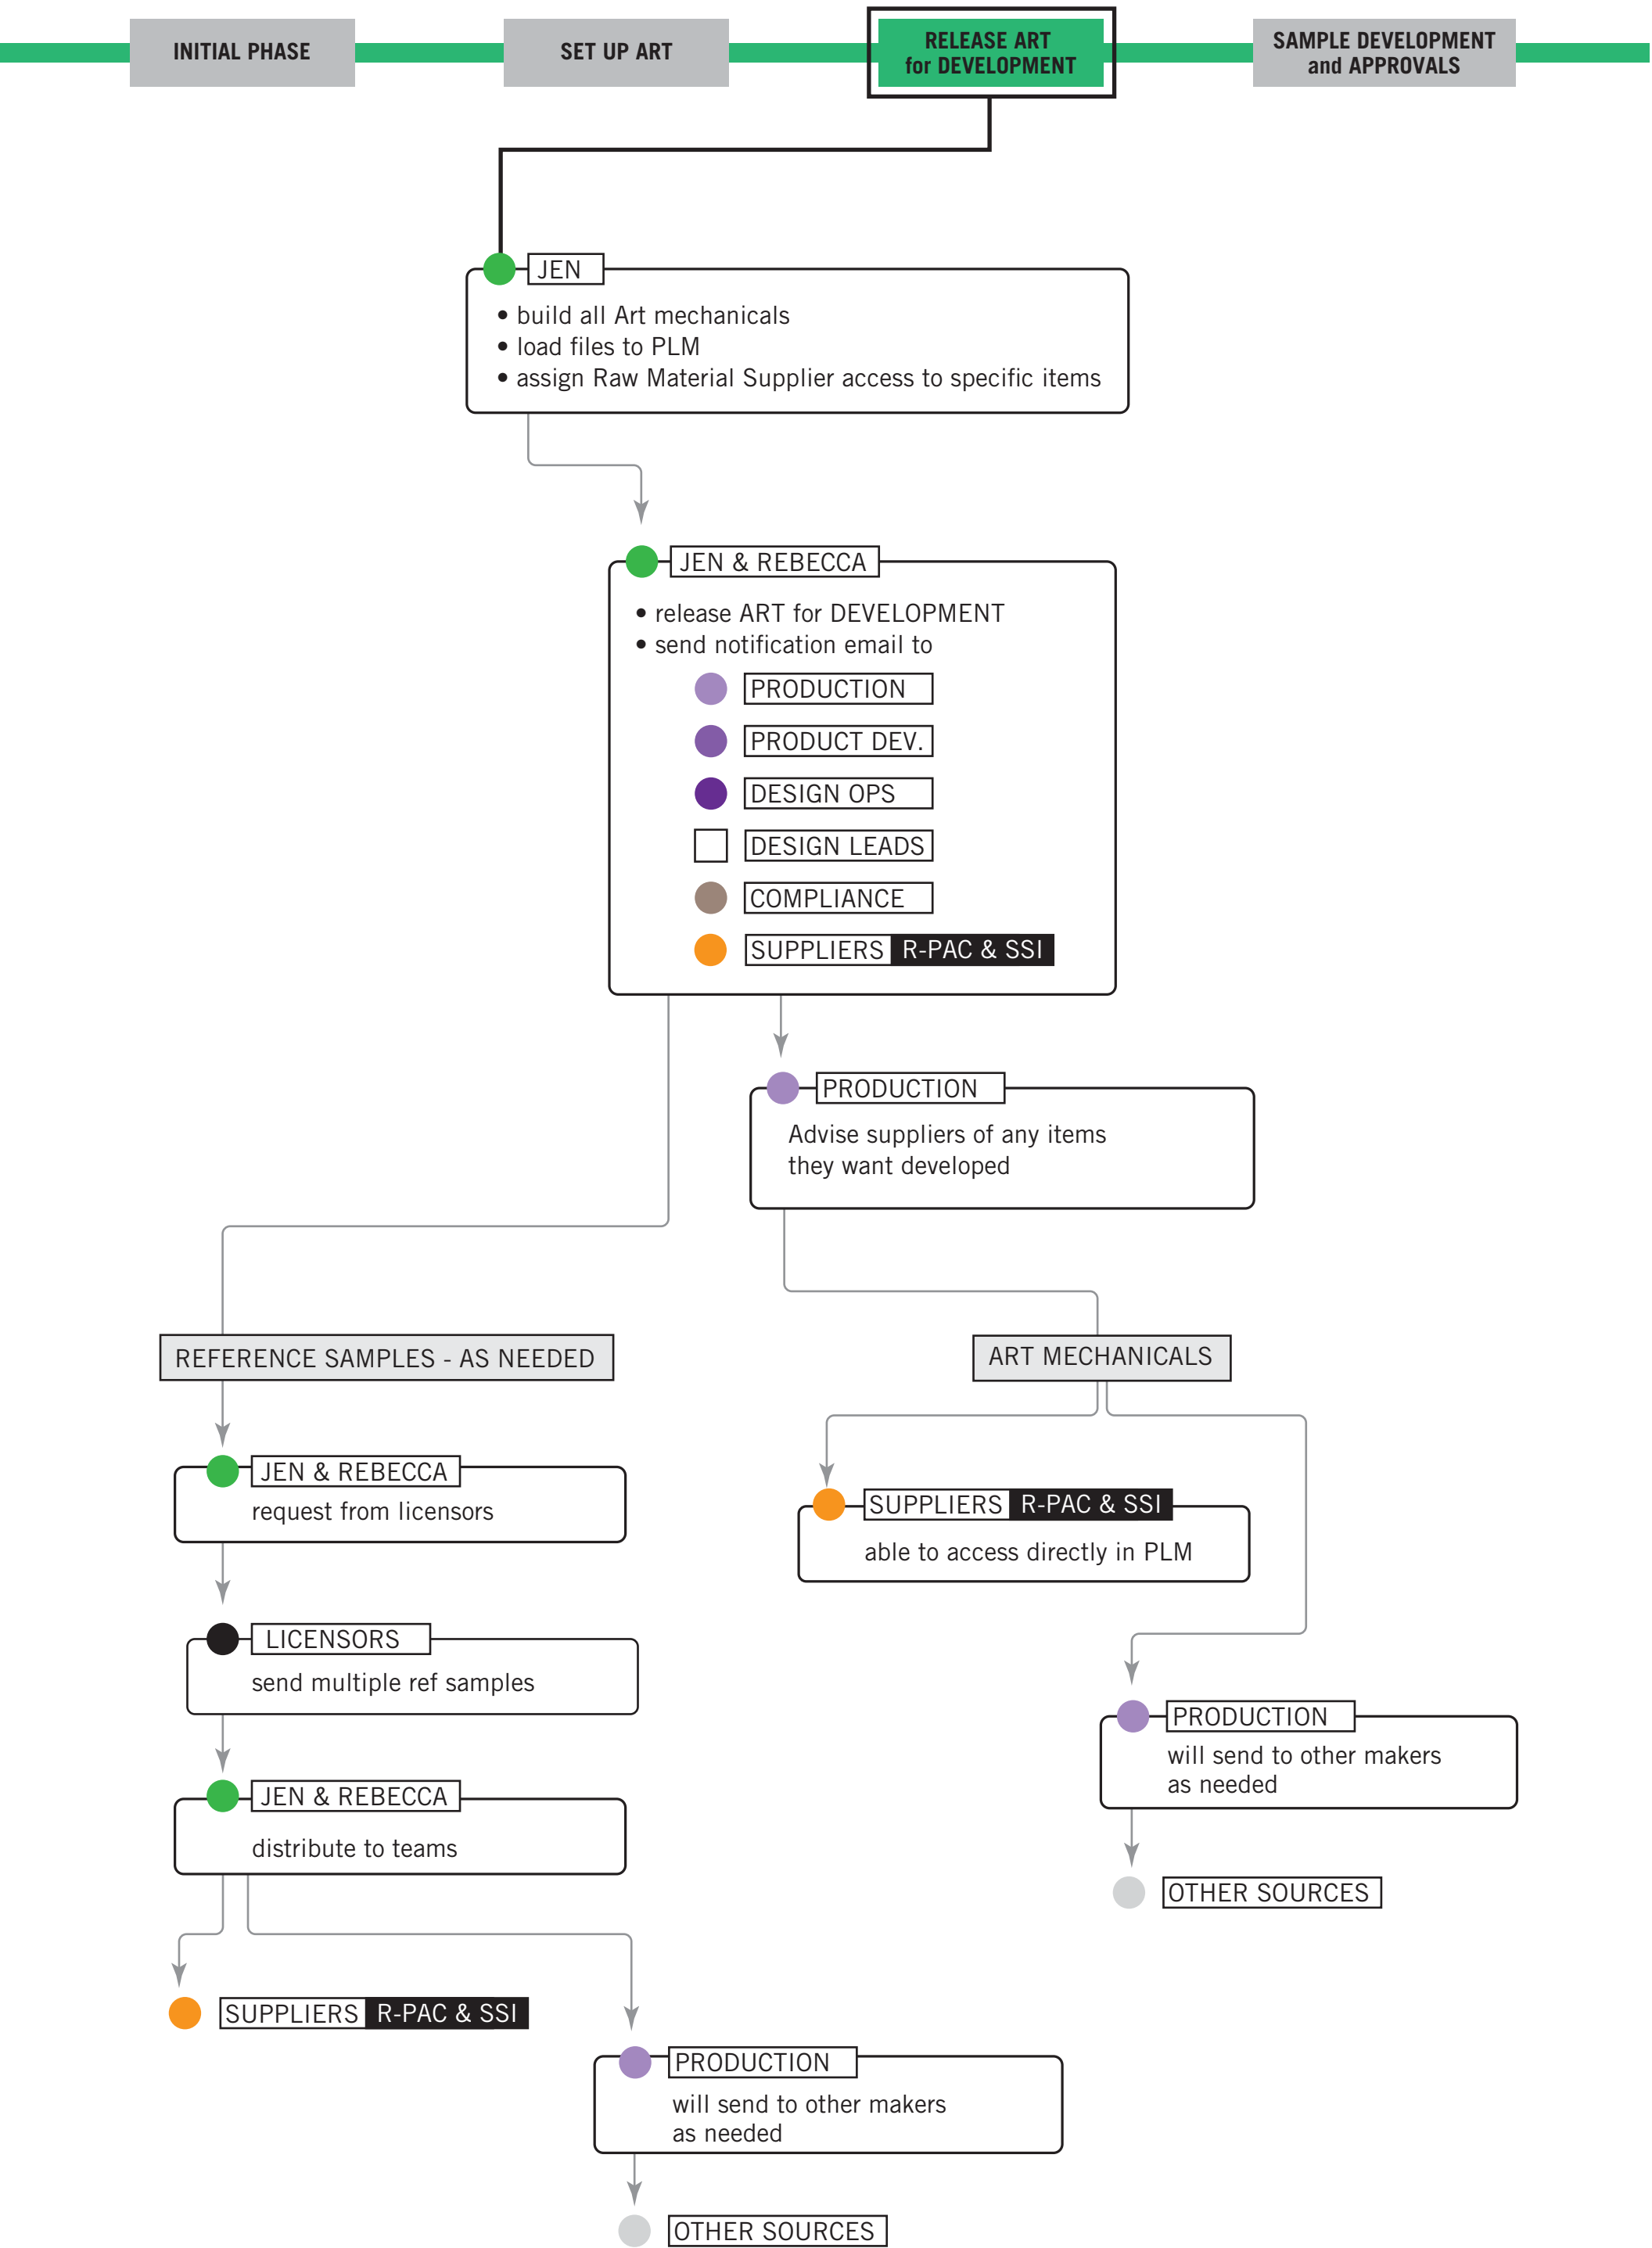 INITIAL PHASE
SET UP ART
RELEASE ART
for DEVELOPMENT
SAMPLE DEVELOPMENT
and APPROVALS
JEN
• build all Art mechanicals
• load files to PLM
• assign Raw Material Supplier access to specific items
JEN & REBECCA
• release ART for DEVELOPMENT
• send notification email to
PRODUCTION
PRODUCT DEV.
DESIGN OPS
DESIGN LEADS
COMPLIANCE
SUPPLIERS R-PAC & SSI
PRODUCTION
Advise suppliers of any items
they want developed
REFERENCE SAMPLES - AS NEEDED
JEN & REBECCA
request from licensors
LICENSORS
send multiple ref samples
JEN & REBECCA
distribute to teams
SUPPLIERS R-PAC & SSI
PRODUCTION
will send to other makers
as needed
OTHER SOURCES
ART MECHANICALS
SUPPLIERS R-PAC & SSI
able to access directly in PLM
PRODUCTION
will send to other makers
as needed
OTHER SOURCES